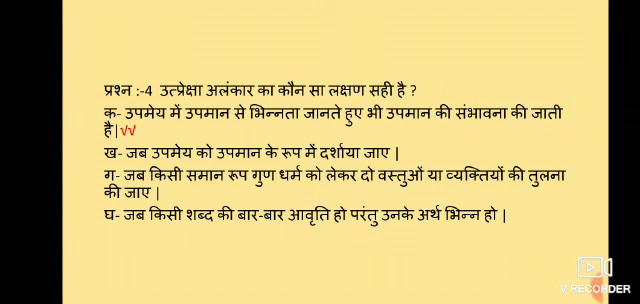 प्रश्न :-4 उत्प्रेक्षा अलंकार का कौन सा लक्षण सही है ?
क- उपमेय में उपमान से भिन्नता जानते हुए भी उपमान की संभावना की जाती
है|√√
ख- जब उपमेय को उपमान के रूप में दर्शाया जाए |
ग- जब किसी समान रूप गुण धर्म को लेकर दो वस्तुओं या व्यक्तियों की तुलना
की जाए |
घ- जब किसी शब्द की बार-बार आवृति हो परंतु उनके अर्थ भिन्न हो |
V RECORDER